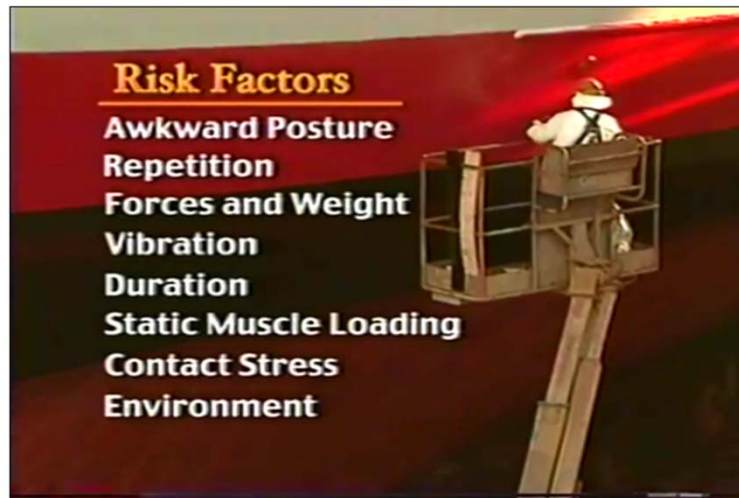 Risk Factors
Awkward Posture
Repetition
Forces and Weight
Vibration
Duration
Static Muscle Loading
Contact Stress
Environment